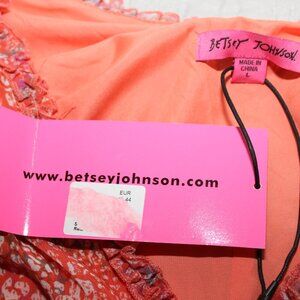 BETSEY JOHNSON.
MADE IN
CHINA
L
www.betseyjohnson.com
EUR
44